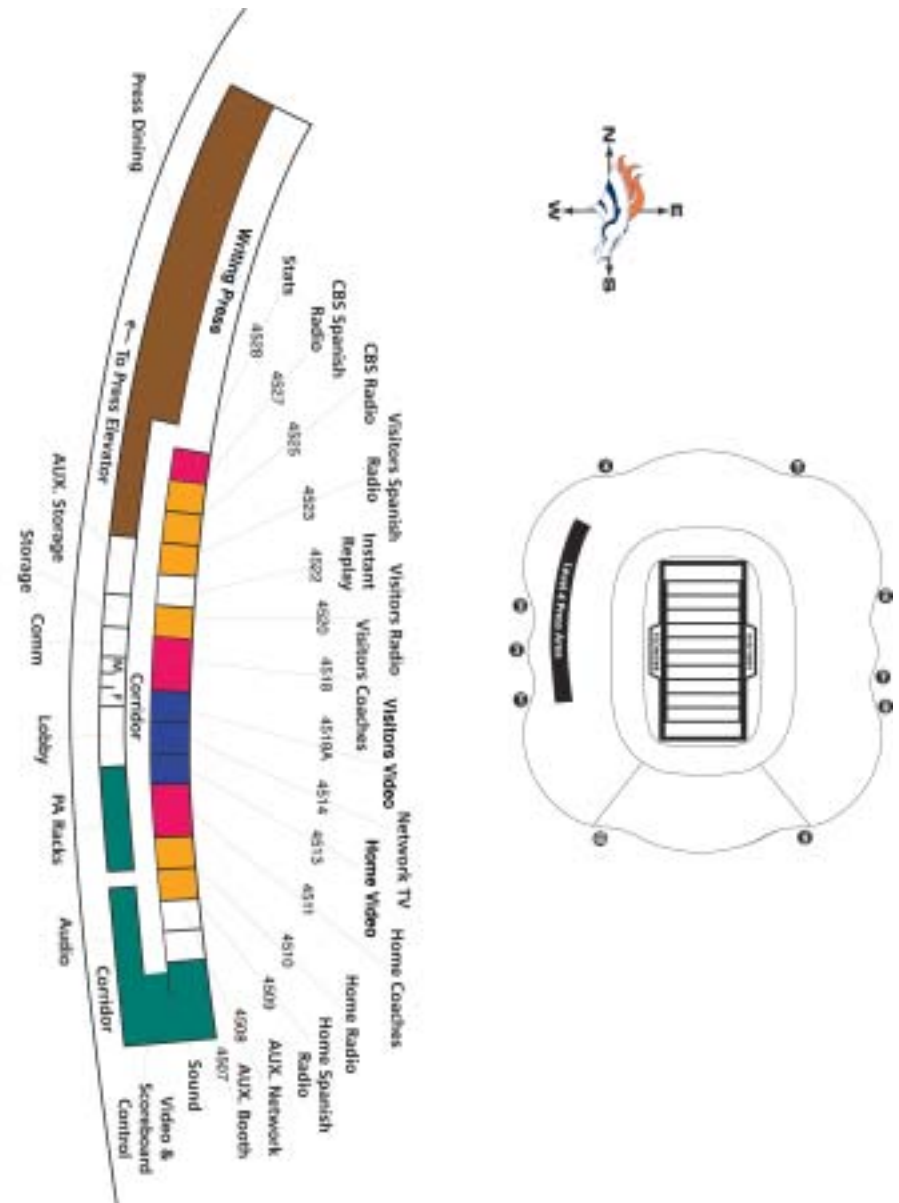 N
W
E
S
Level 4 Press Area
Press Dining
Writing Press
To Press Elevator
Stats
CBS Spanish
Radio
CBS Radio
Visitors Spanish
Radio
Instant
Replay
Visitors Radio
Visitors Coaches
Visitors Video
Network TV
Home Video
Home Coaches
Home Radio
Home Spanish
Radio
AUX. Network
AUX. Booth
Sound
Video &
Scoreboard
Control
4528
4527
4525
4523
4522
4520
4518
4514
4513
4511
4510
4509
4508
4507
AUX. Storage
Storage
Comm
M
F
Corridor
Lobby
PA Racks
Audio
Corridor